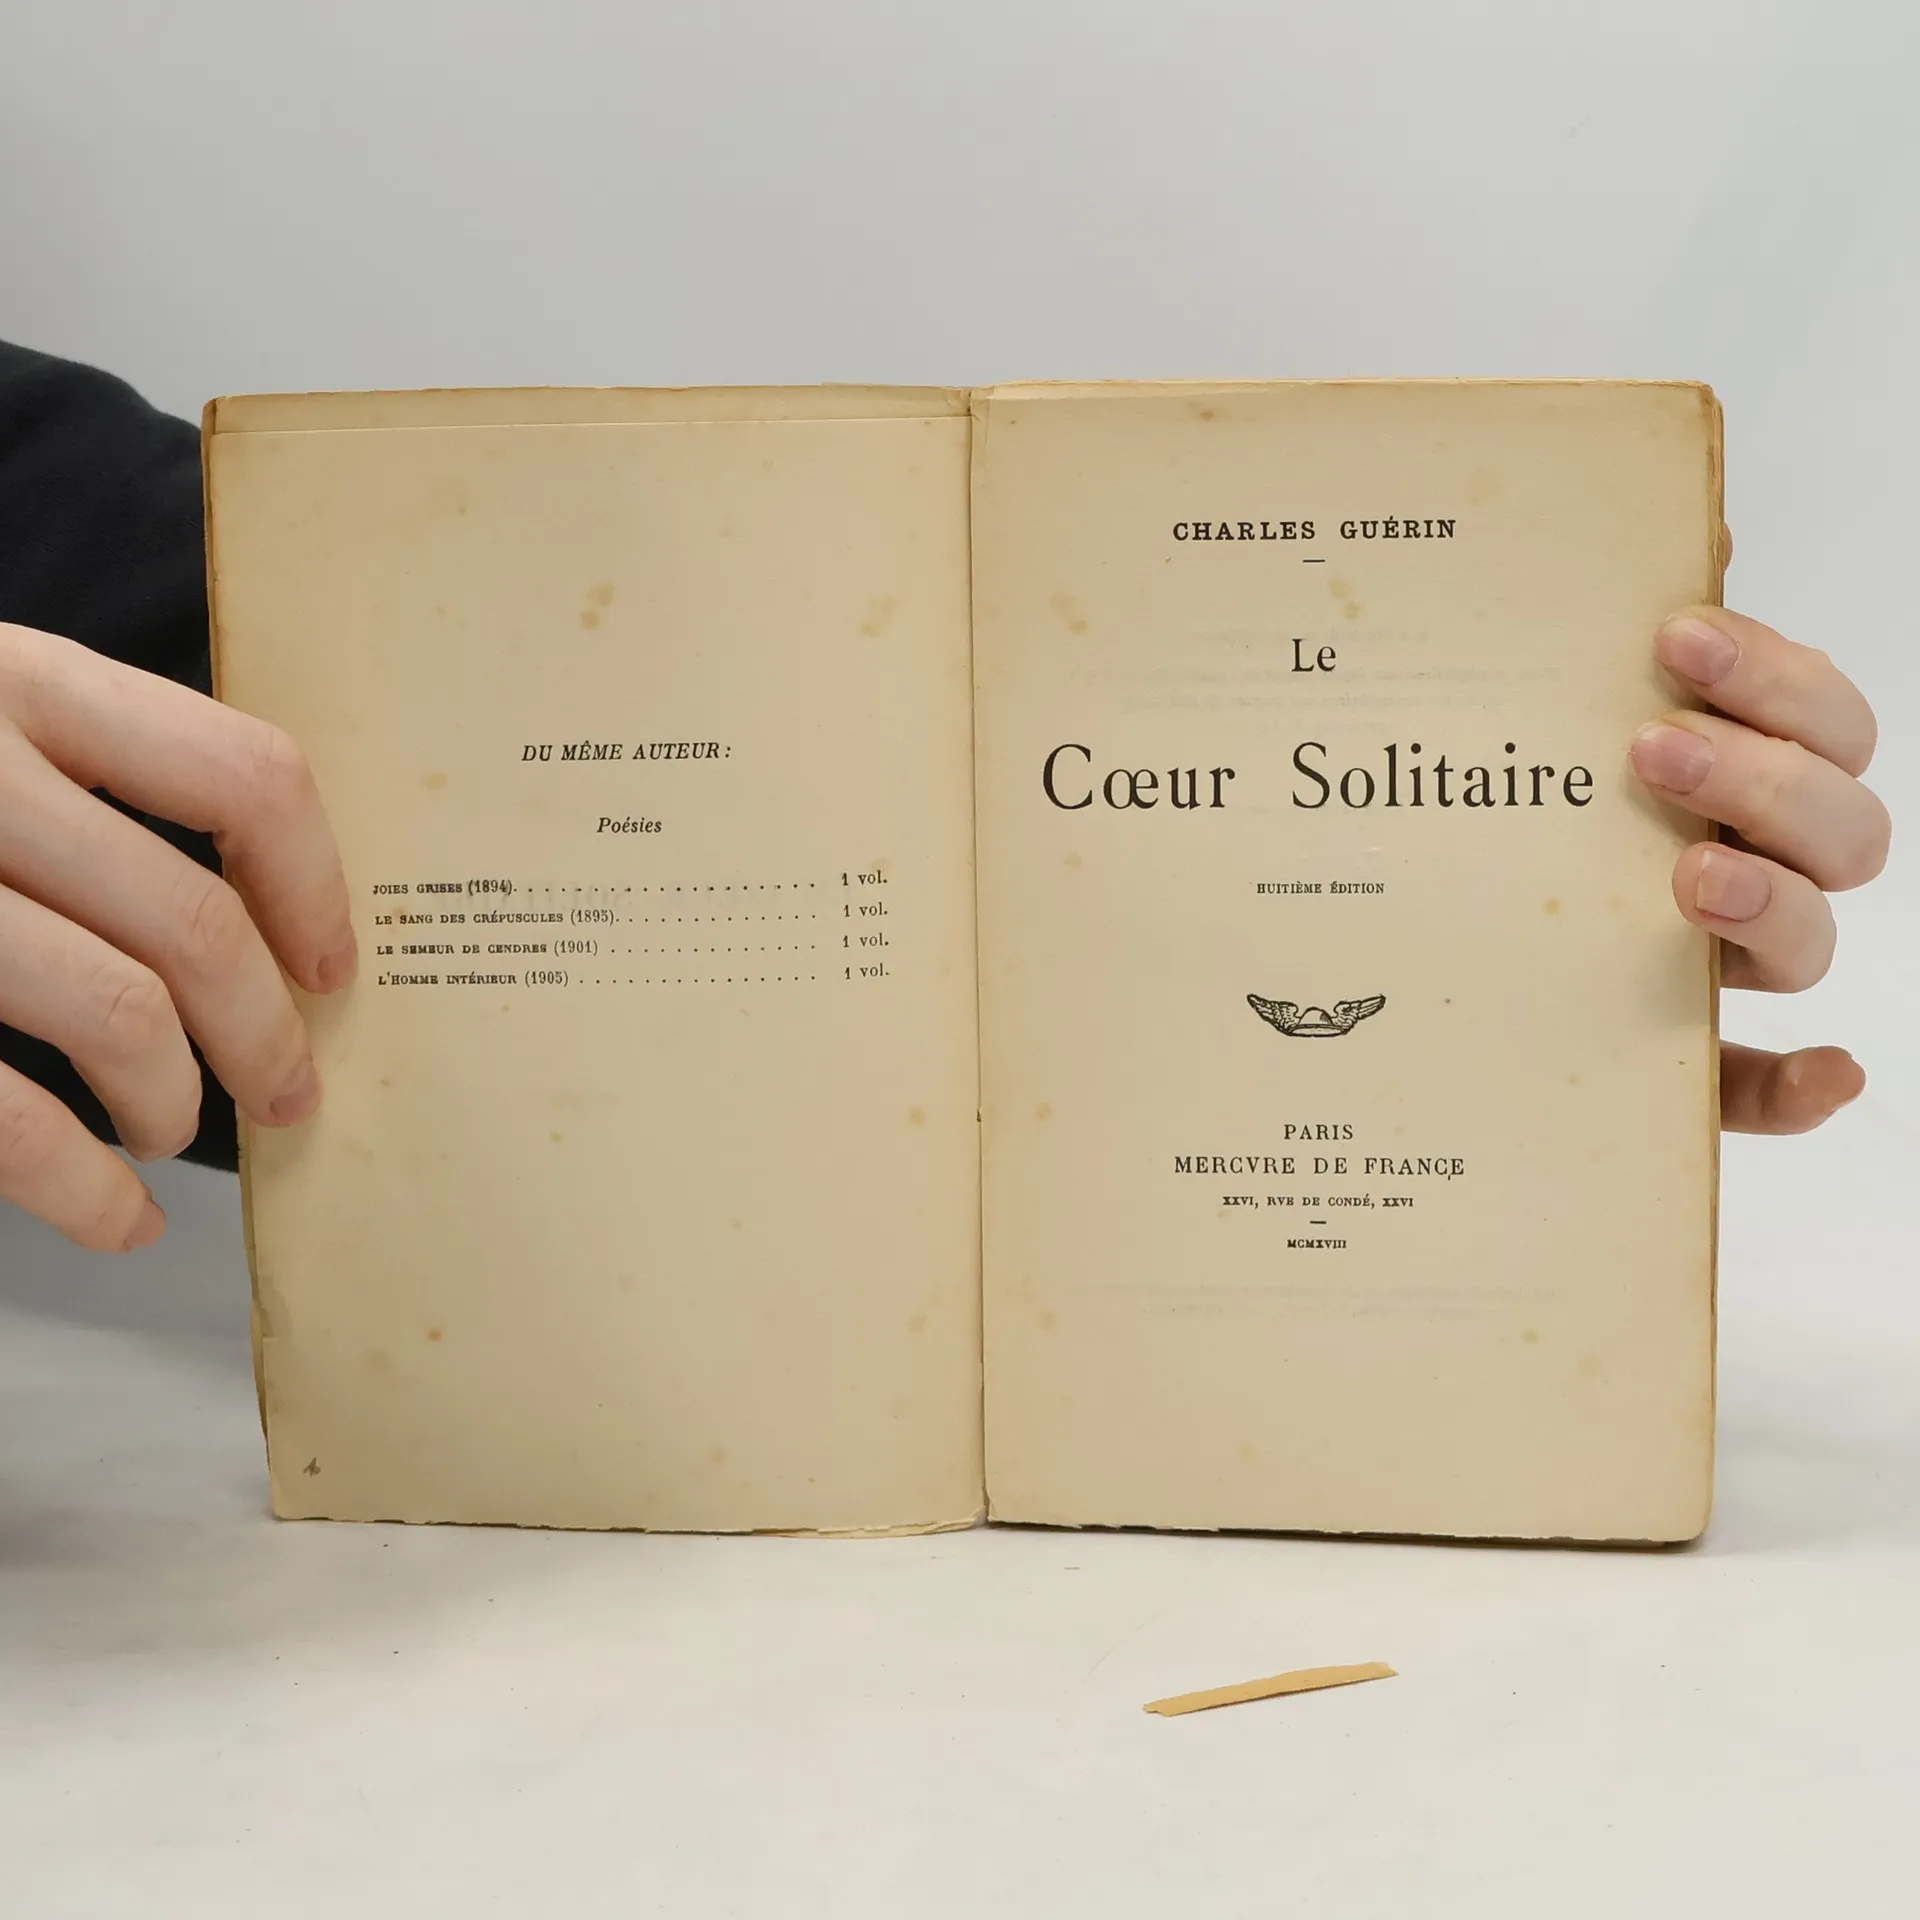 DU MÊME AUTEUR :
Poésies
JOIES GRISES (1894). . . . . . . . . . . . . . . . . . . 1 vol.
LE SANG DES CRÉPUSCULES (1895). . . . . . . . . . . . . 1 vol.
LE SEMEUR DE CENDRES (1901) . . . . . . . . . . . . . 1 vol.
L'HOMME INTÉRIEUR (1905) . . . . . . . . . . . . . . . 1 vol.
CHARLES GUÉRIN
Le
Cœur Solitaire
HUITIÈME ÉDITION
PARIS
MERCVRE DE FRANCE
XXVI, RVE DE CONDÉ, XXVI
MCMXVIII